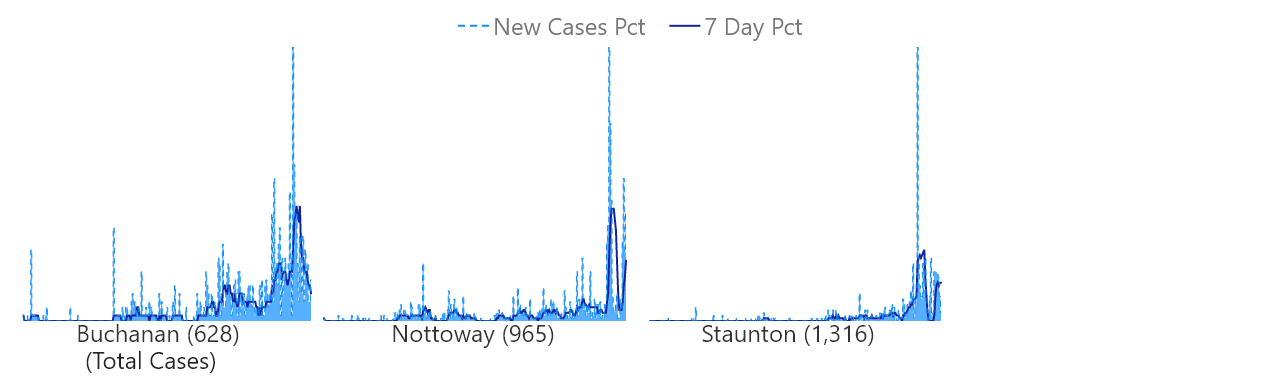 New Cases Pct 7 Day Pct
Buchanan (628) Nottoway (965) Staunton (1,316)
(Total Cases)